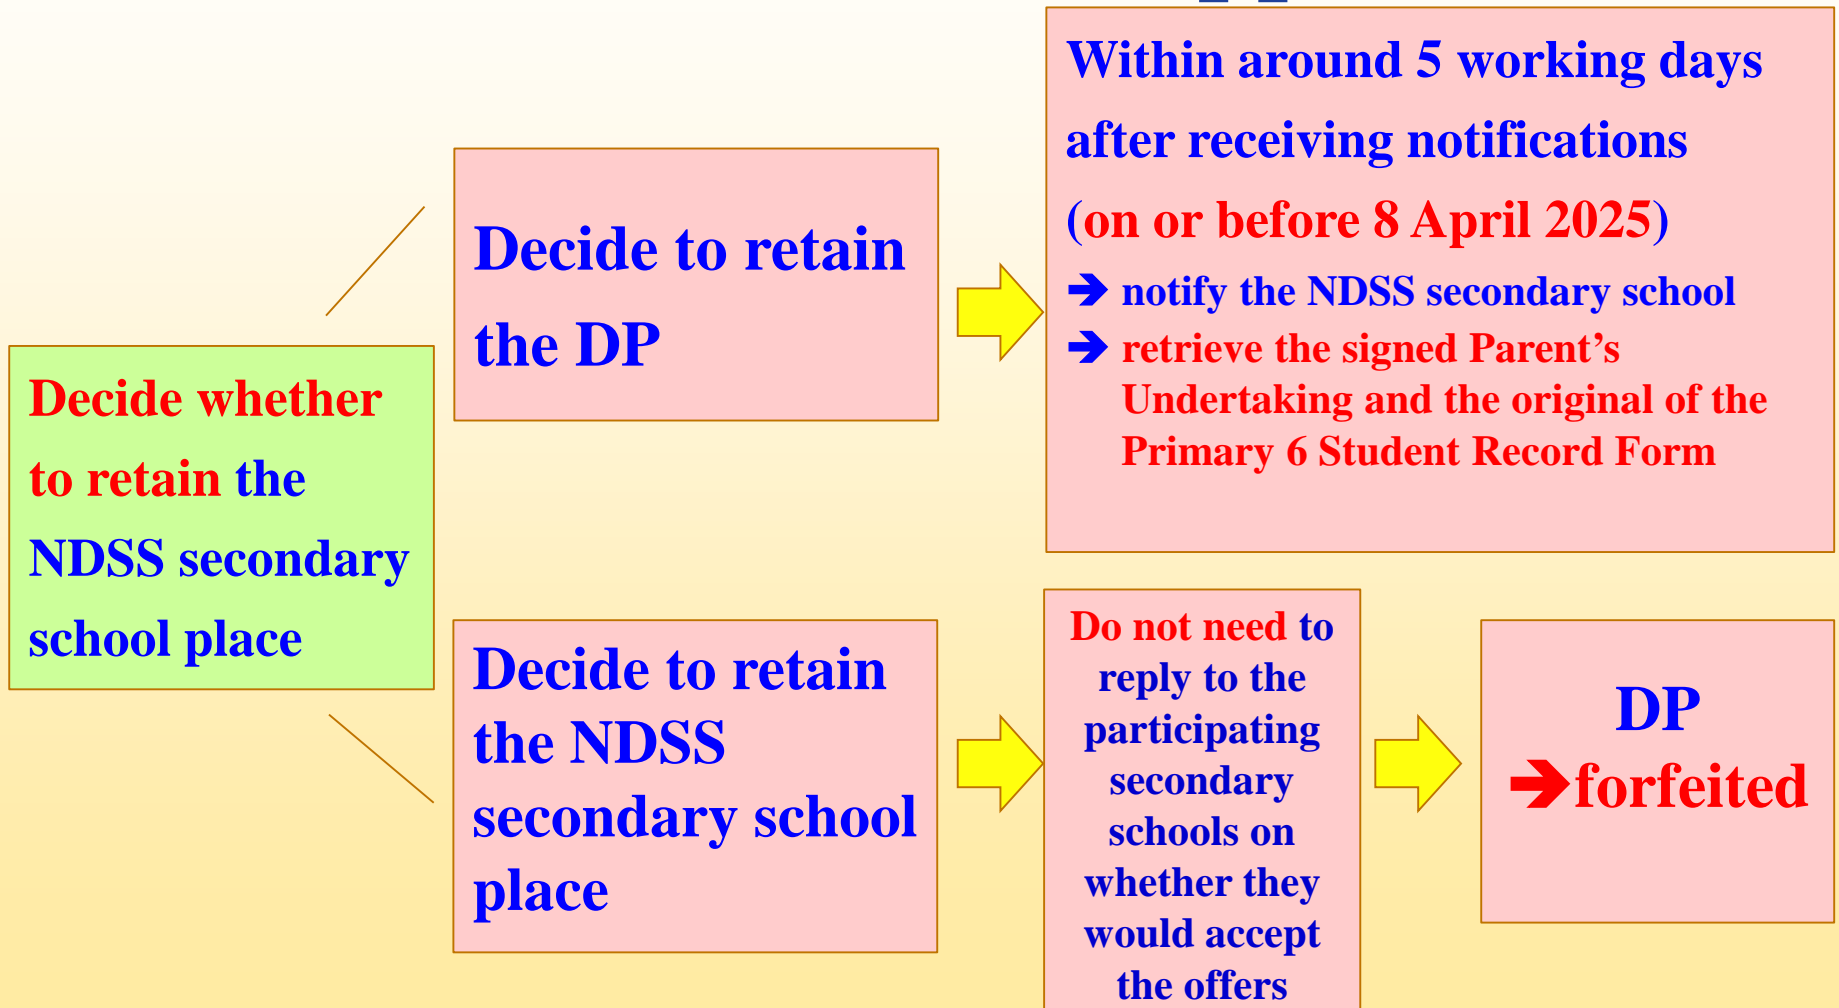 Decide whether
to retain the
NDSS secondary
school place
Decide to retain
the DP
Within around 5 working days
after receiving notifications
(on or before 8 April 2025)
➔ notify the NDSS secondary school
➔ retrieve the signed Parent’s
Undertaking and the original of the
Primary 6 Student Record Form
Decide to retain
the NDSS
secondary school
place
Do not need to
reply to the
participating
secondary
schools on
whether they
would accept
the offers
DP
➔forfeited